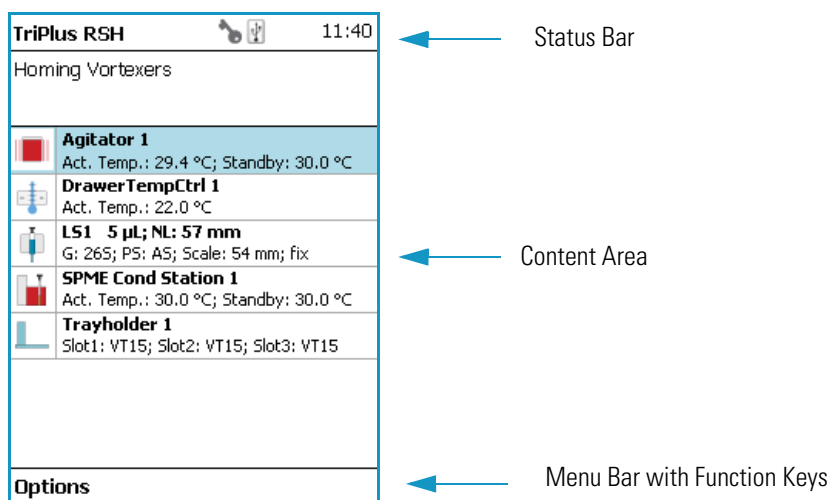 TriPlus RSH 11:40
Status Bar
Homing Vortexers
Agitator 1
Act. Temp.: 29.4 °C; Standby: 30.0 °C
DrawerTempCtrl 1
Act. Temp.: 22.0 °C
LS1 5 µL; NL: 57 mm
G: 26S; PS: AS; Scale: 54 mm; fix
Content Area
SPME Cond Station 1
Act. Temp.: 30.0 °C; Standby: 30.0 °C
Trayholder 1
Slot1: VT15; Slot2: VT15; Slot3: VT15
Options
Menu Bar with Function Keys